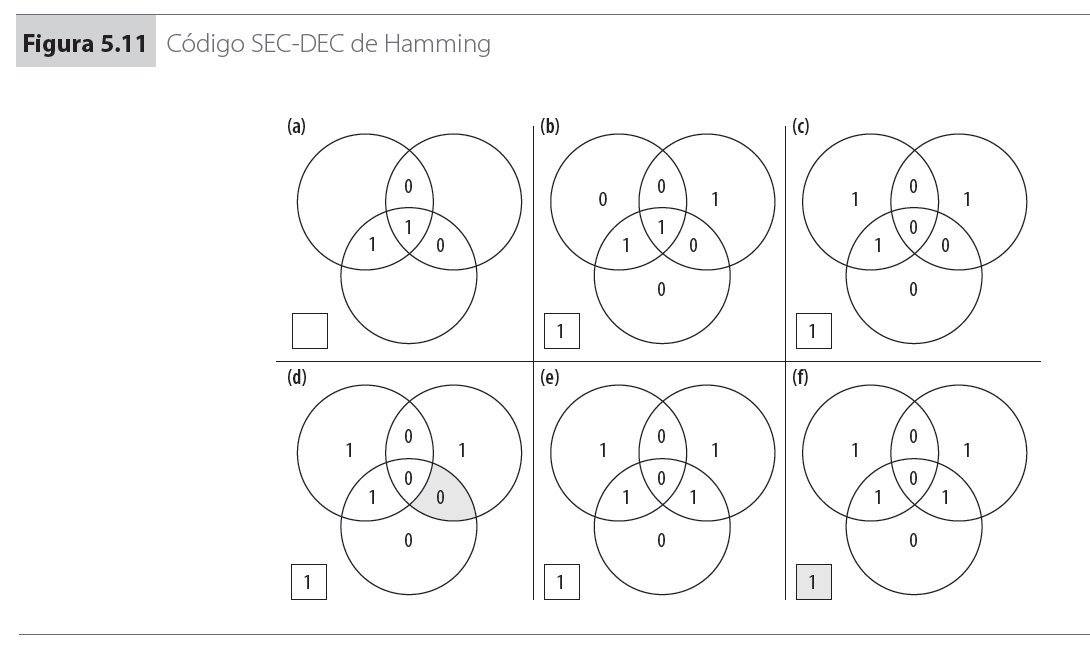 Figura 5.11 Código SEC-DEC de Hamming
(a) (b) (c)
0 0 0
0 1 1 1
1 1 0
1 0 1 0 1 0
0 0
1 1
(d) (e) (f)
0 0 0
1 1 1 1 1 1
0 0 0
1 0 1 1 1 1
0 0 0
1 1 1